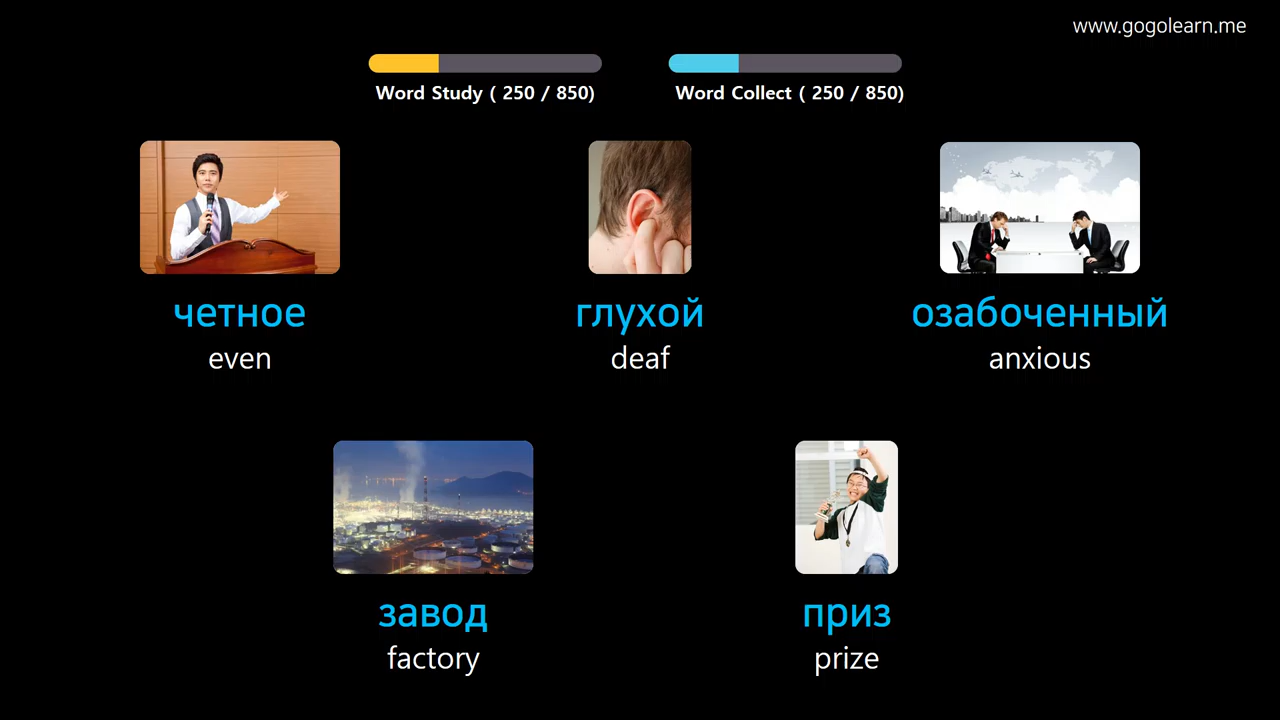 www.gogolearn.me
Word Study ( 250 / 850)
Word Collect ( 250 / 850)
четное
even
глухой
deaf
озабоченный
anxious
завод
factory
приз
prize